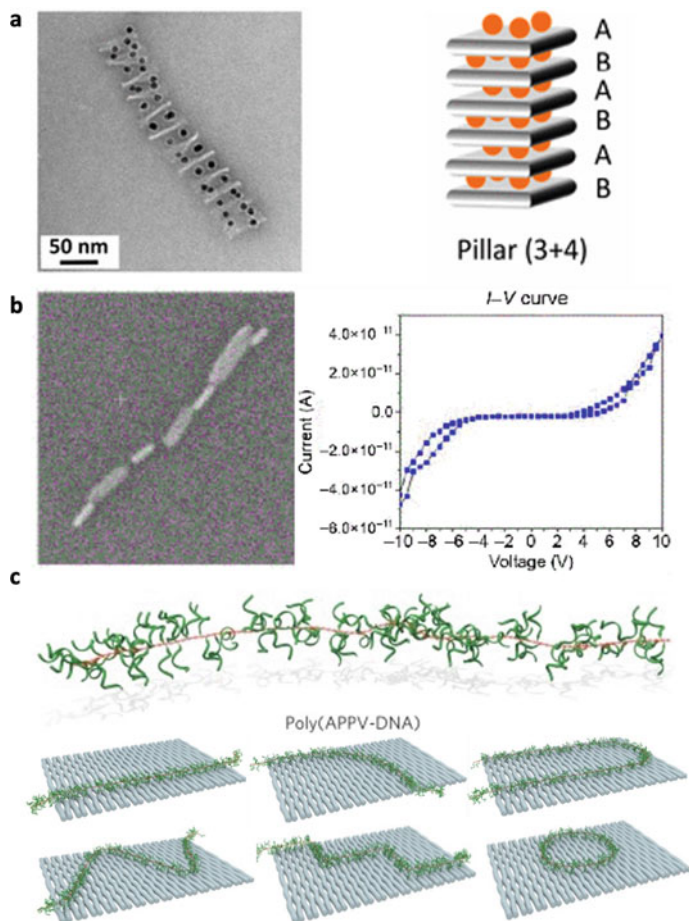 a
50 nm
A
B
A
B
A
B
Pillar (3+4)
b
I–V curve
Current (A)
4.0×10⁻¹¹
2.0×10⁻¹¹
0.0
−2.0×10⁻¹¹
−4.0×10⁻¹¹
−6.0×10⁻¹¹
−10 −8 −6 −4 −2 0 2 4 6 8 10
Voltage (V)
c
Poly(APPV-DNA)